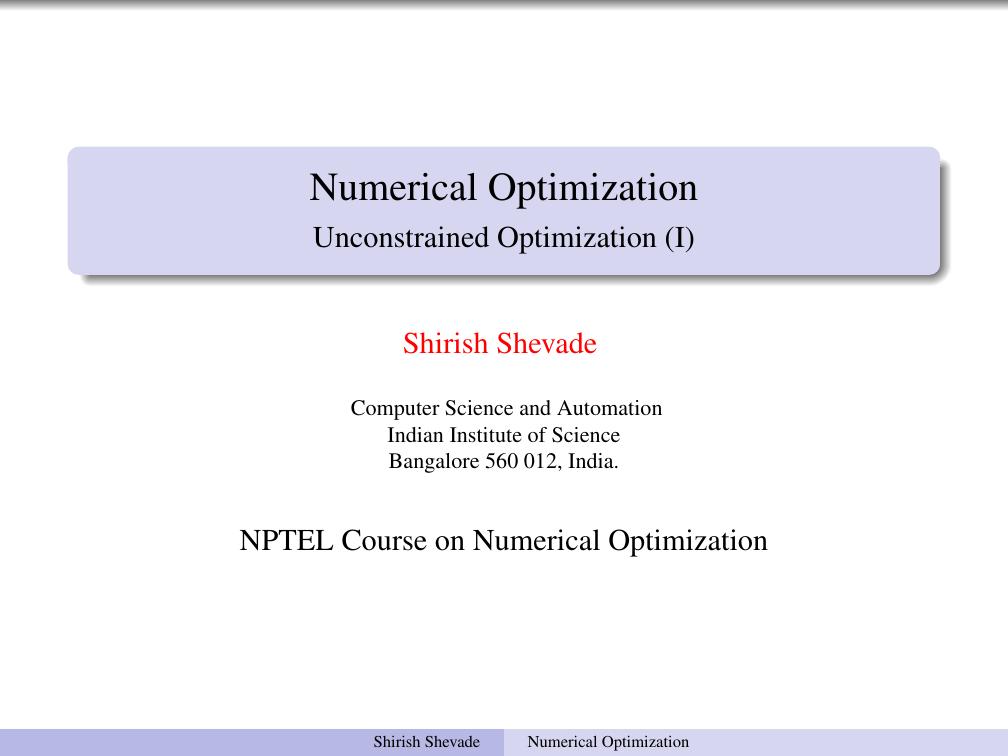 Numerical Optimization
Unconstrained Optimization (I)
Shirish Shevade
Computer Science and Automation
Indian Institute of Science
Bangalore 560 012, India.
NPTEL Course on Numerical Optimization
Shirish Shevade
Numerical Optimization